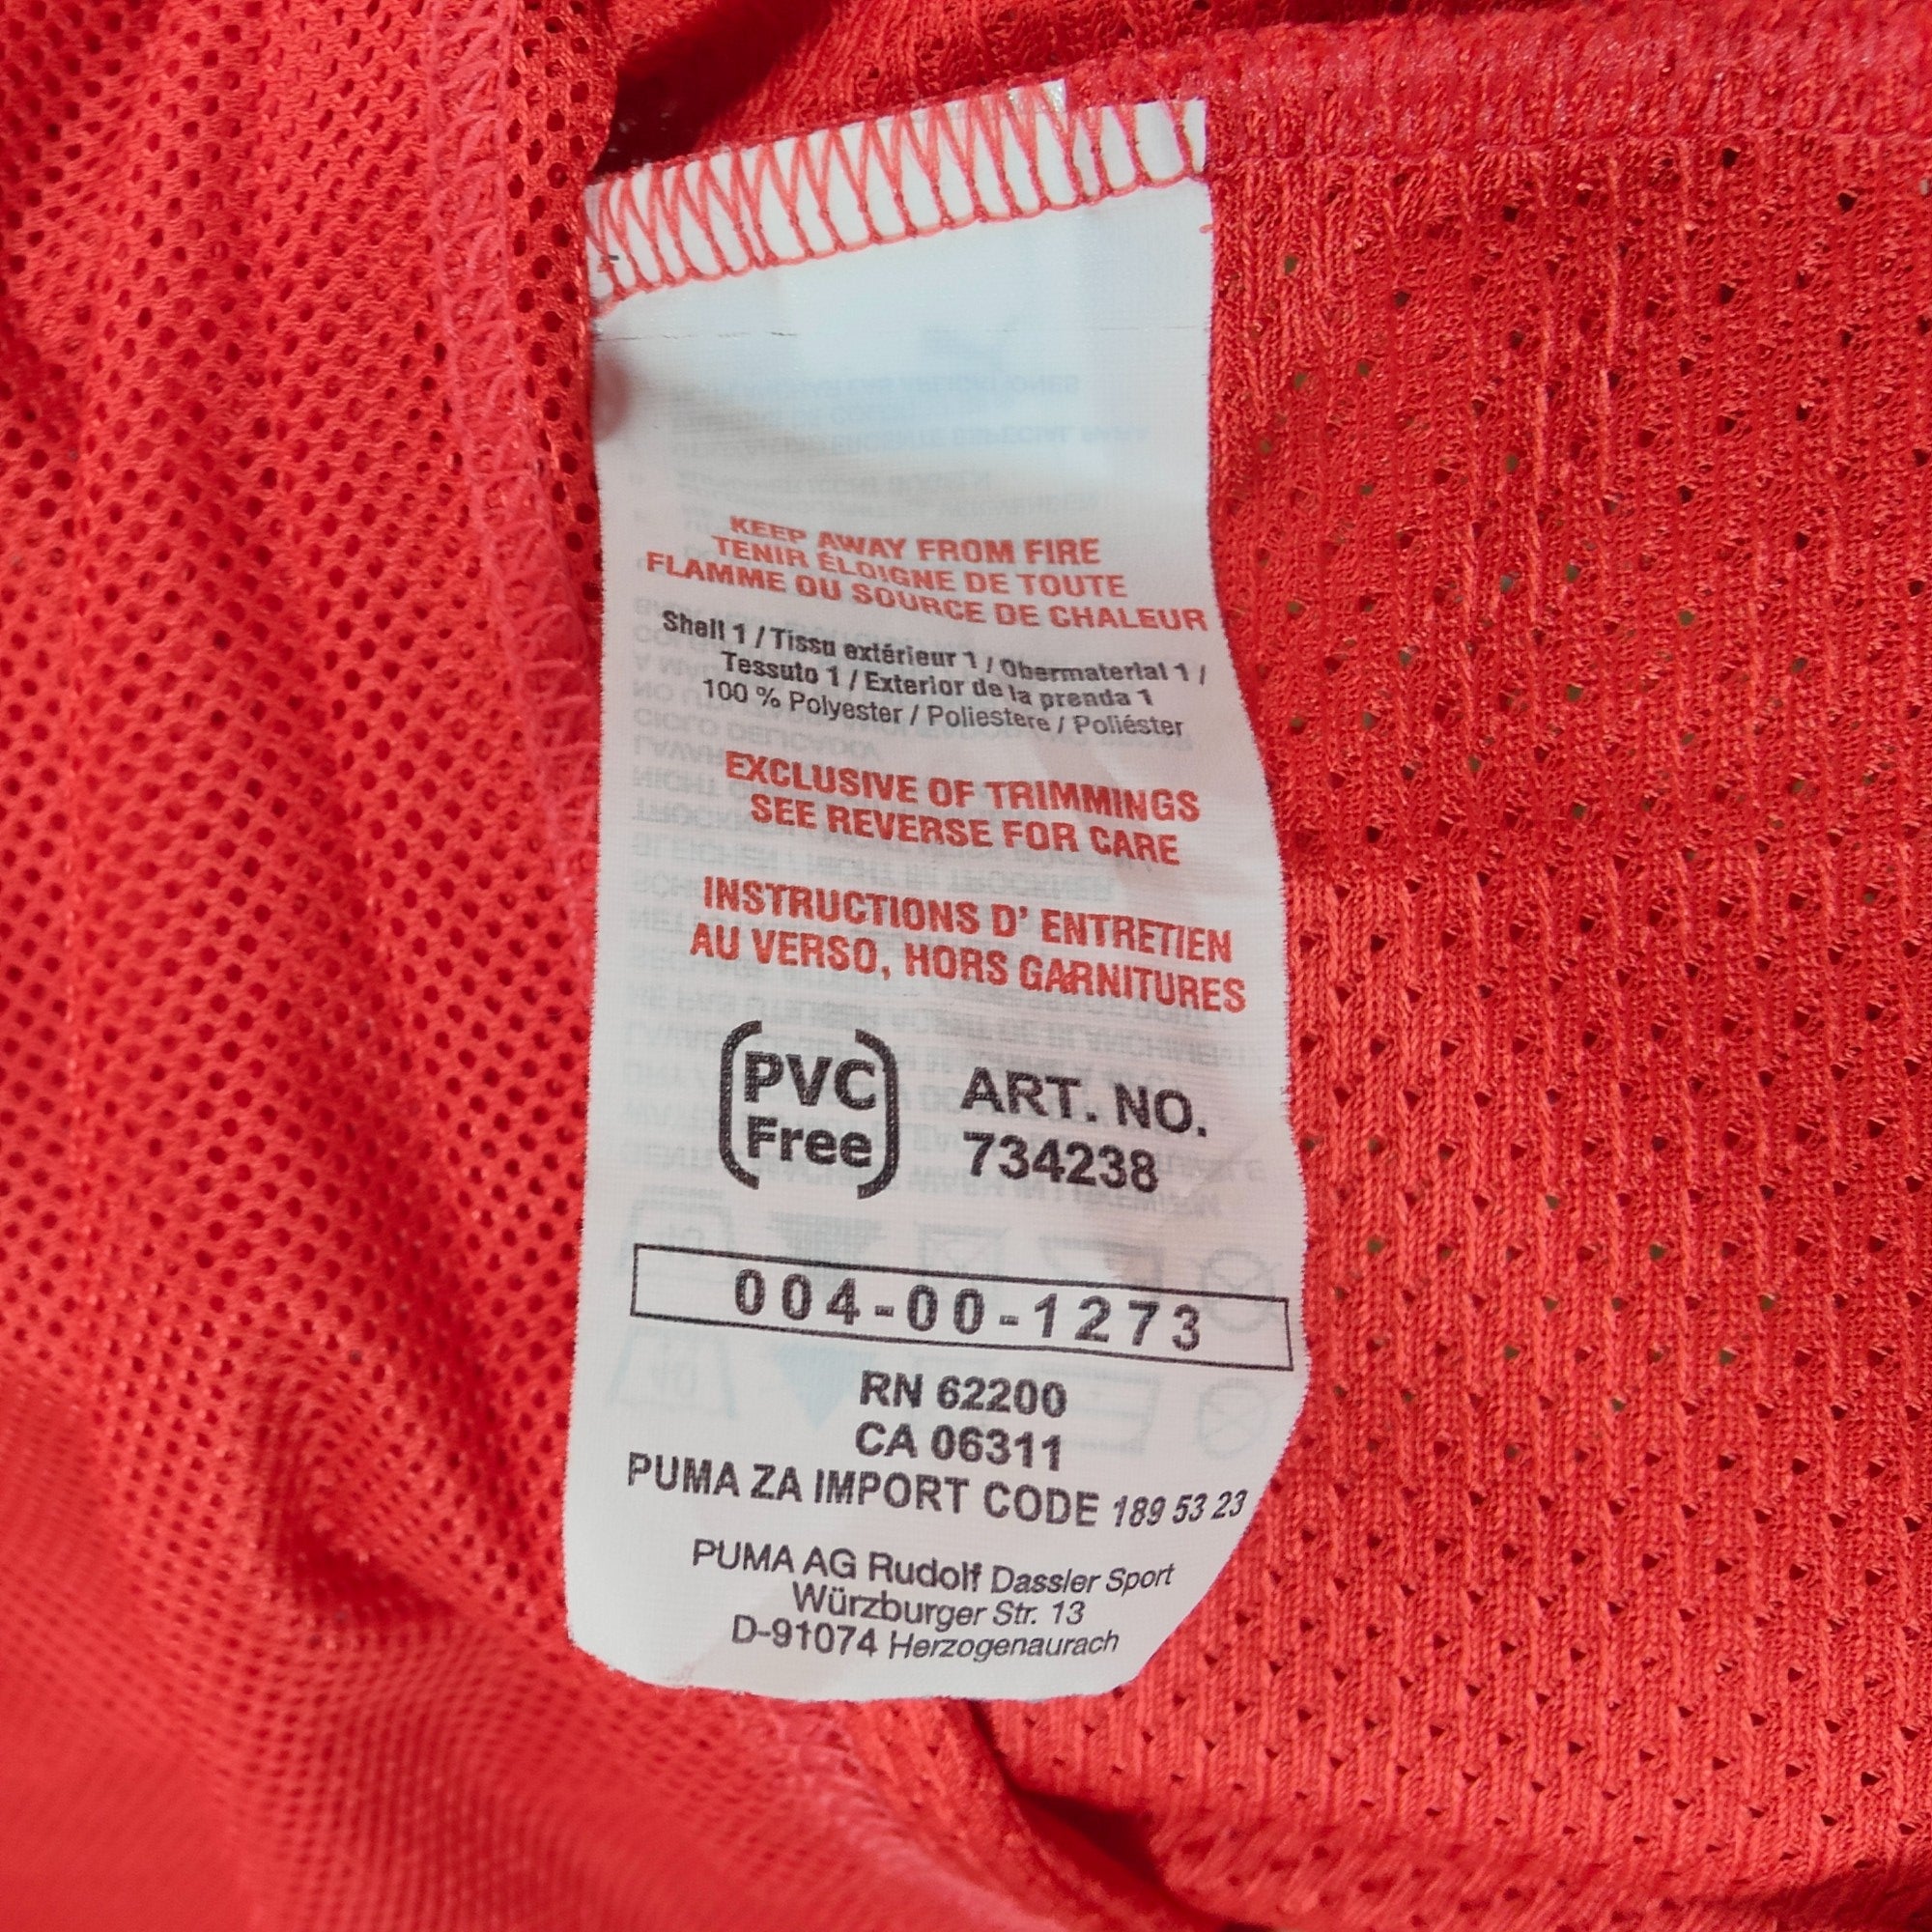 KEEP AWAY FROM FIRE
TENIR ÉLOIGNE DE TOUTE
FLAMME OU SOURCE DE CHALEUR
Shell 1 / Tissu extérieur 1 / Obermaterial 1 /
Tessuto 1 / Exterior de la prenda 1
100 % Polyester / Poliestere / Poliéster
EXCLUSIVE OF TRIMMINGS
SEE REVERSE FOR CARE
INSTRUCTIONS D' ENTRETIEN
AU VERSO, HORS GARNITURES
PVC
Free
ART. NO.
734238
004-00-1273
RN 62200
CA 06311
PUMA ZA IMPORT CODE 189 53 23
PUMA AG Rudolf Dassler Sport
Würzburger Str. 13
D-91074 Herzogenaurach